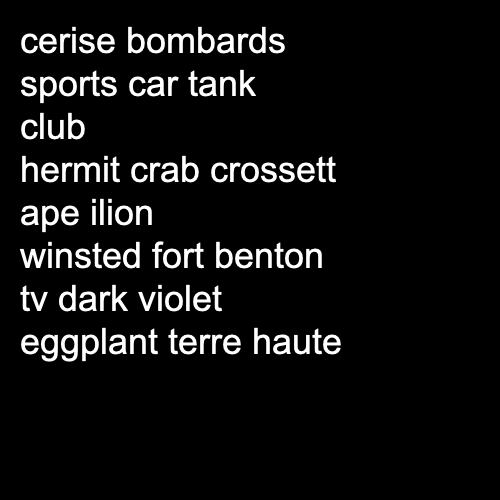 cerise bombards
sports car tank
club
hermit crab crossett
ape ilion
winsted fort benton
tv dark violet
eggplant terre haute